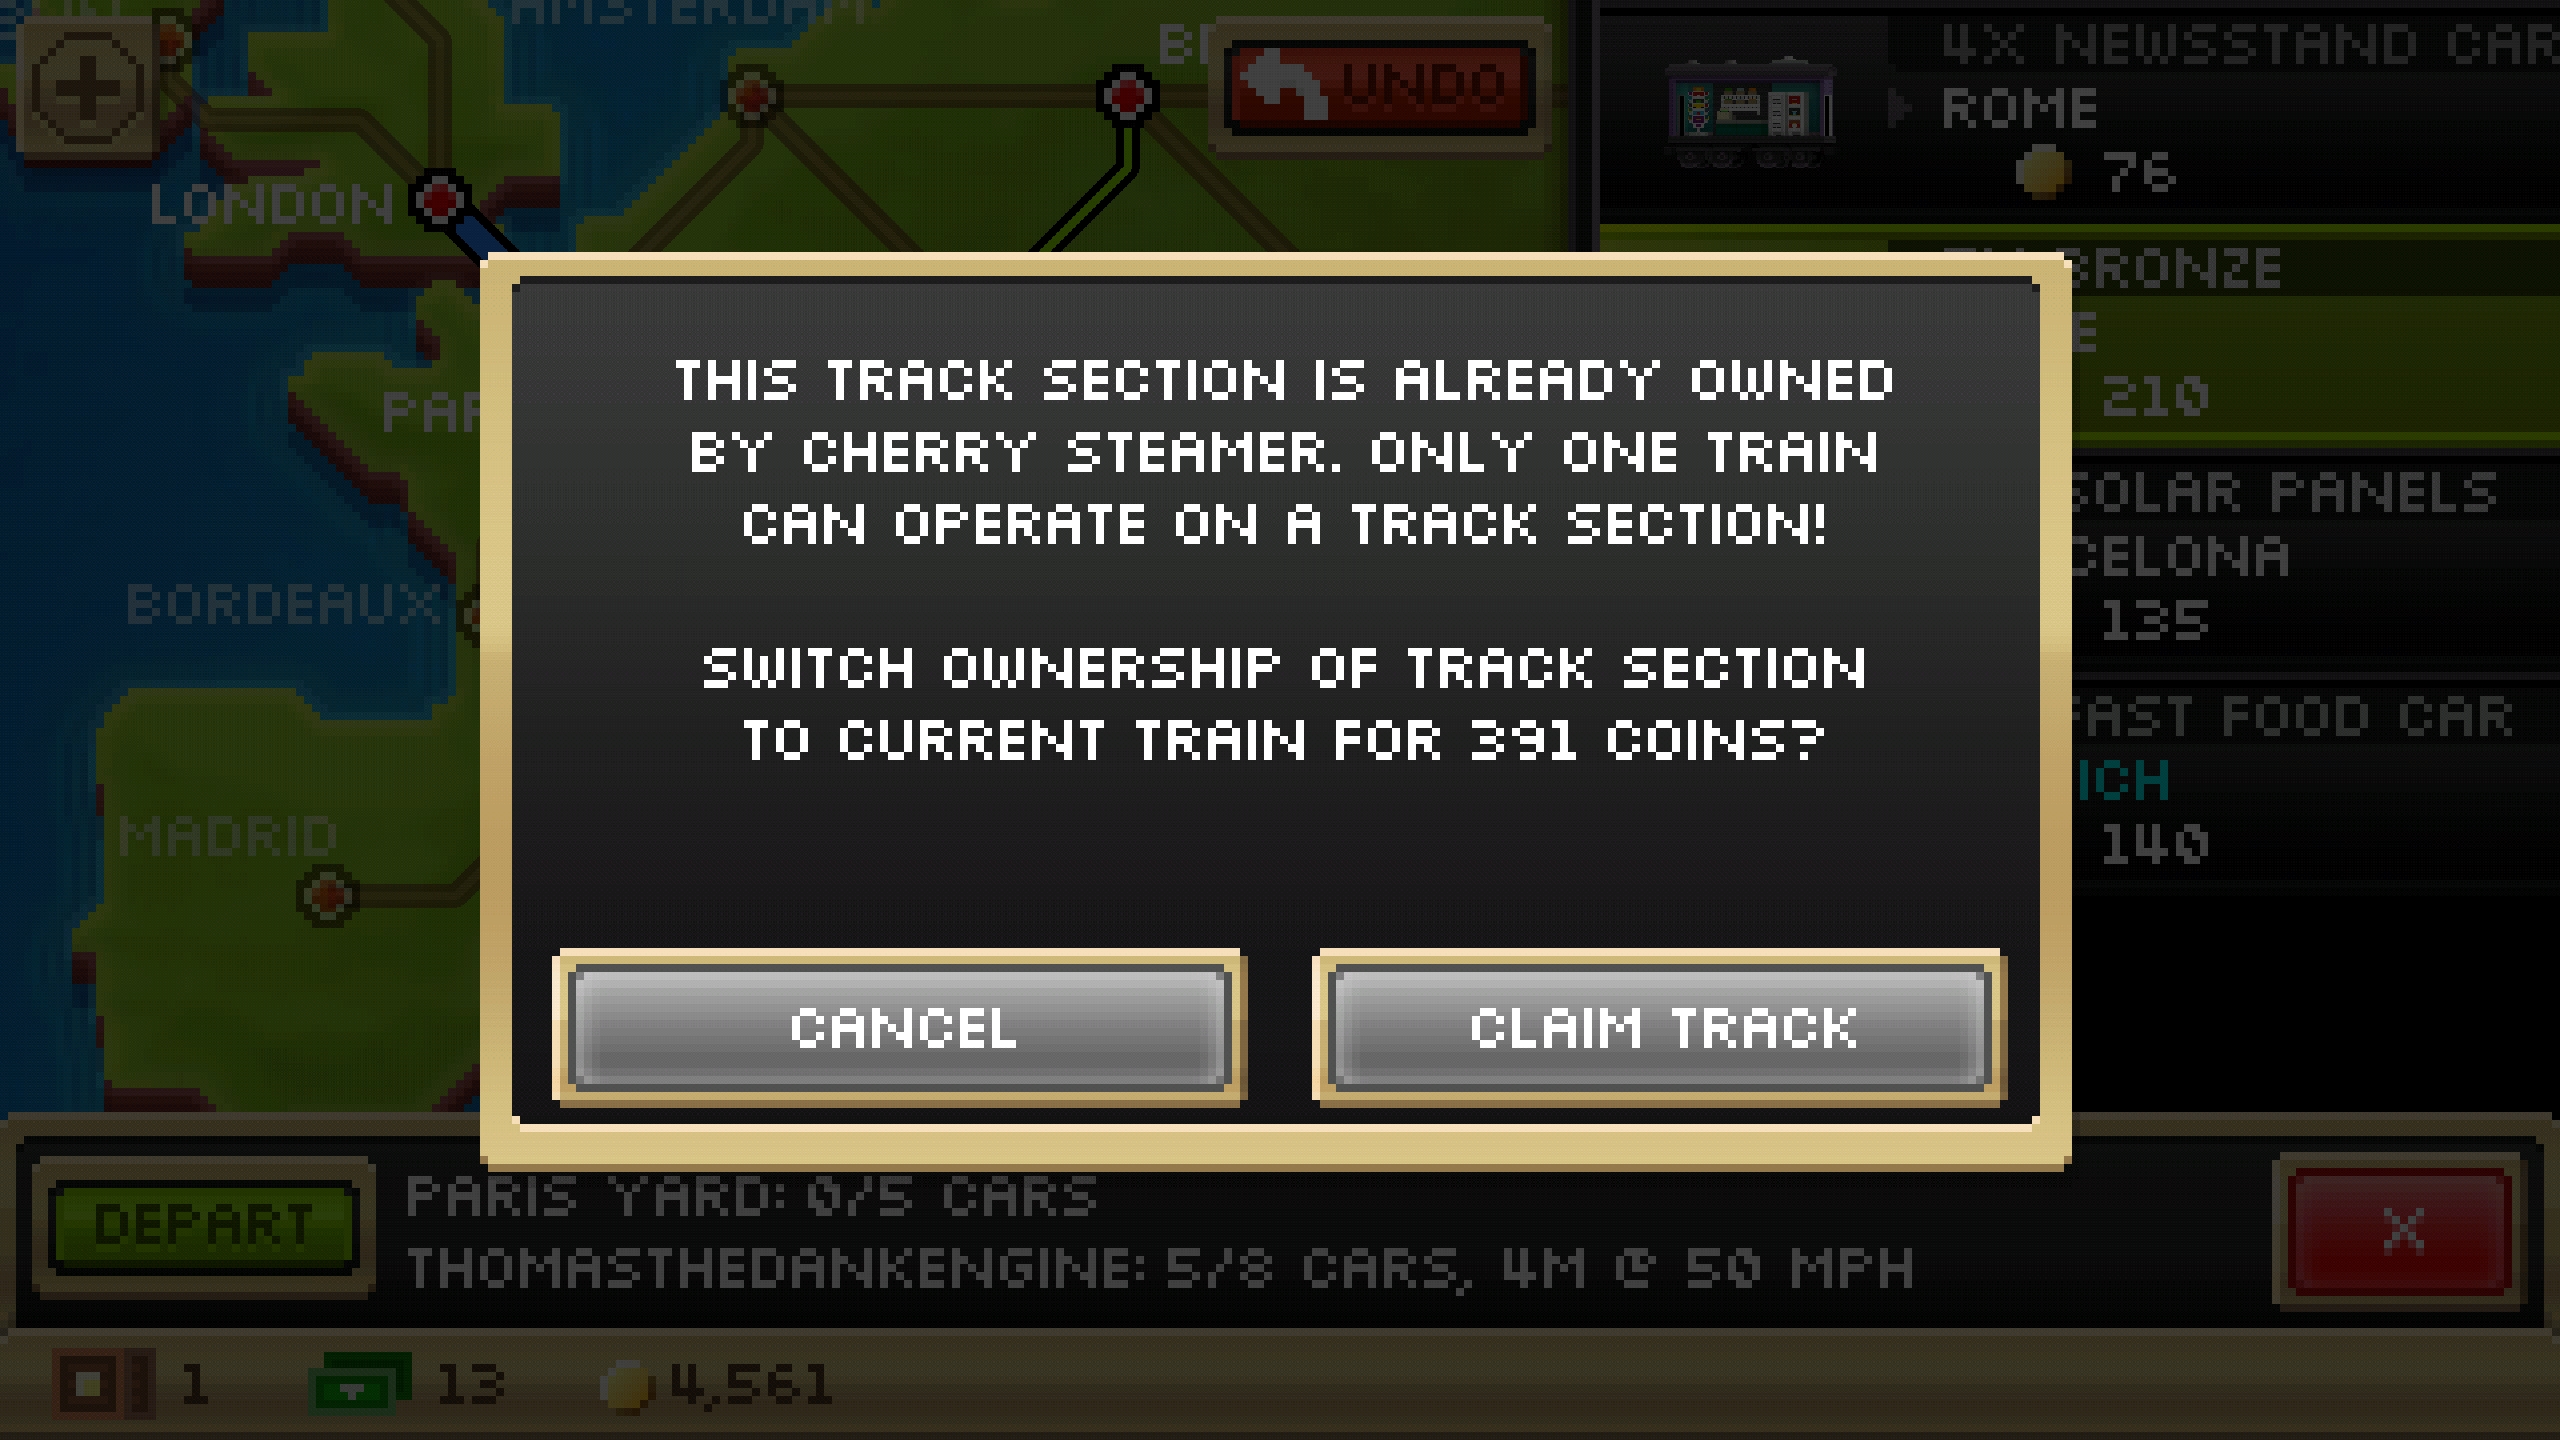 AMSTERDAM
UNDO
LONDON
BORDEAUX
MADRID
4X NEWSSTAND CAR
ROME
76
BRONZE
210
SOLAR PANELS
135
FAST FOOD CAR
140
THIS TRACK SECTION IS ALREADY OWNED
BY CHERRY STEAMER. ONLY ONE TRAIN
CAN OPERATE ON A TRACK SECTION!
SWITCH OWNERSHIP OF TRACK SECTION
TO CURRENT TRAIN FOR 391 COINS?
CANCEL
CLAIM TRACK
DEPART
PARIS YARD: 0/5 CARS
THOMASTHEDANKENGINE: 5/8 CARS, 4M @ 50 MPH
X
1
13
4,561